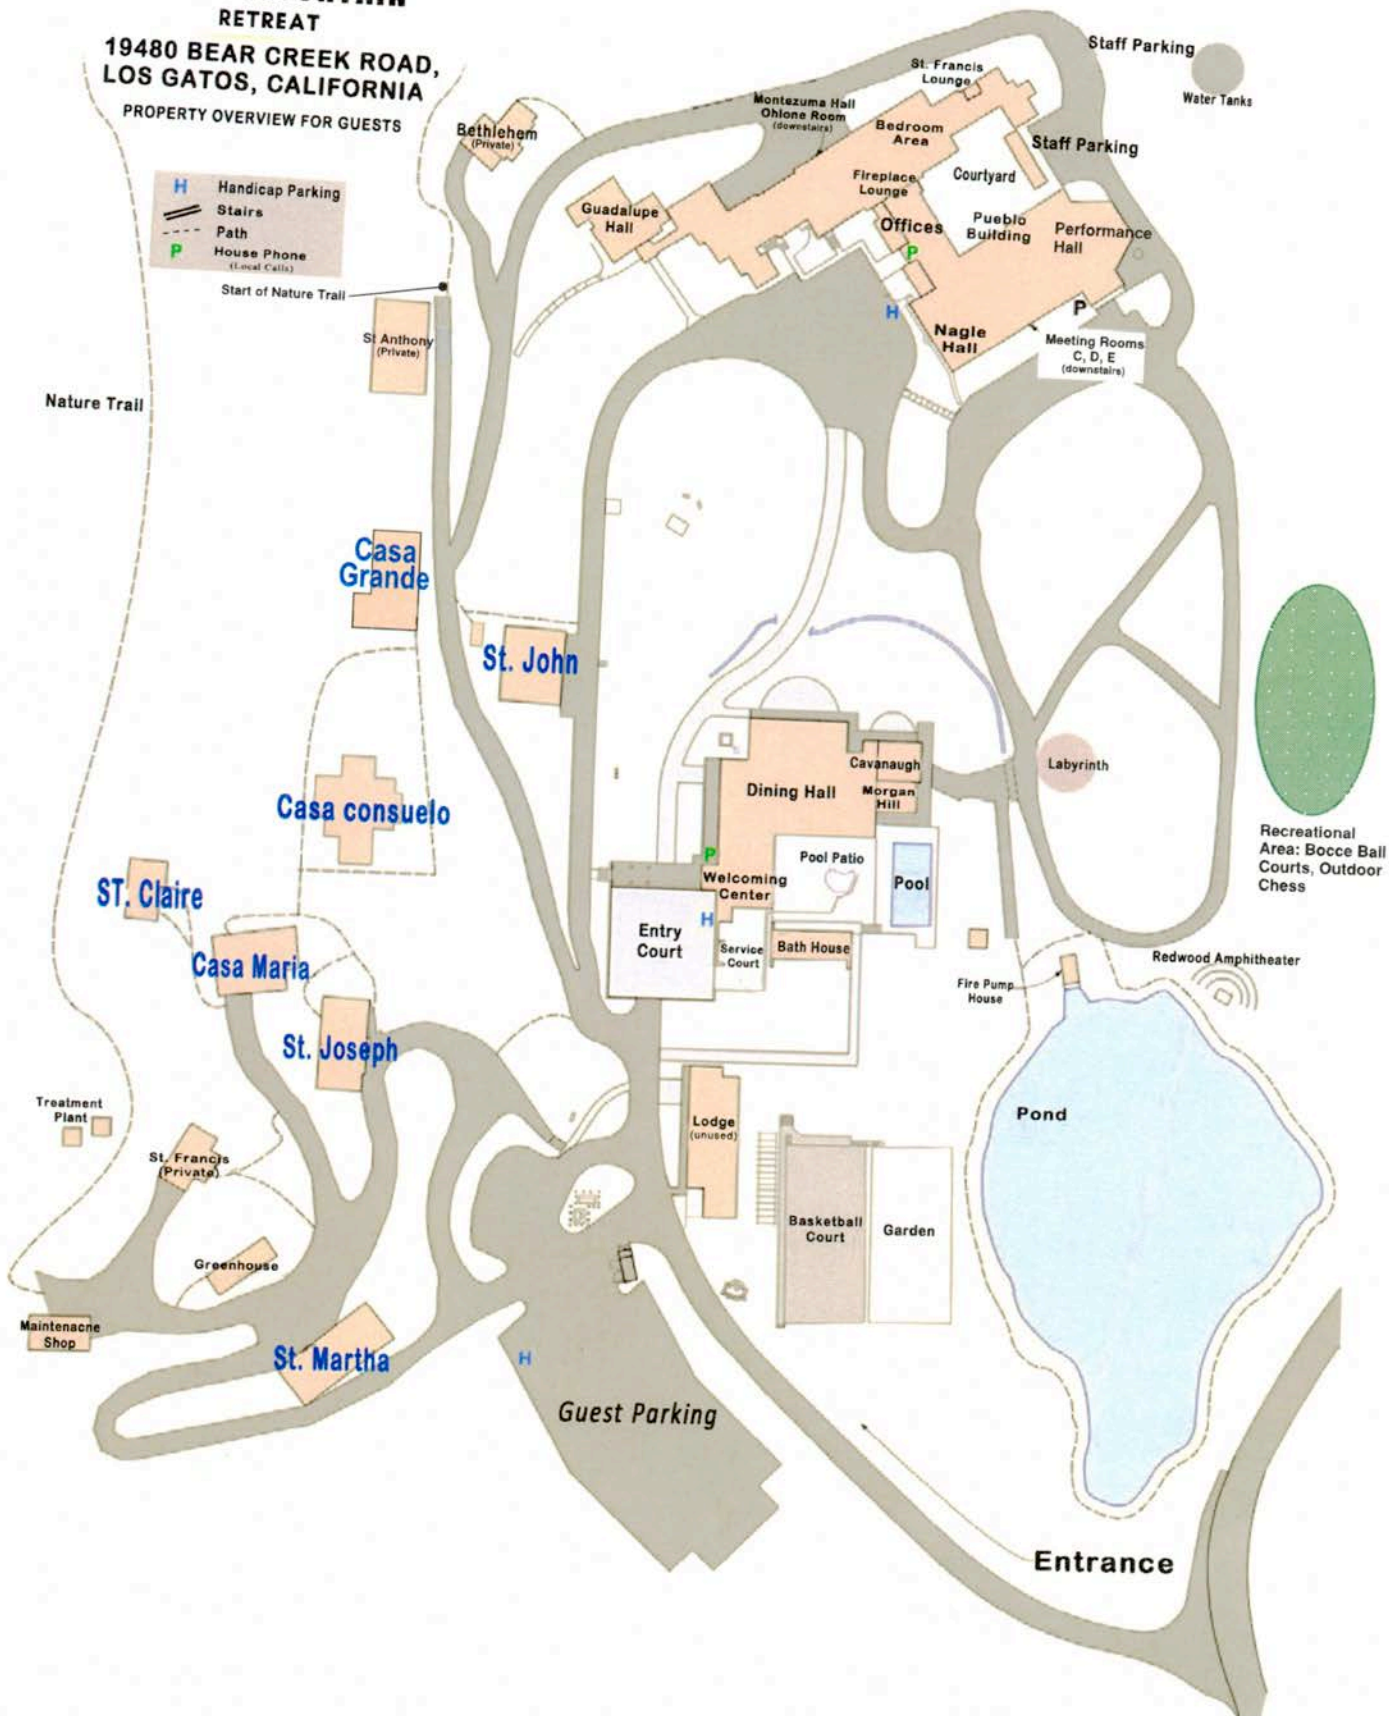 RETREAT
19480 BEAR CREEK ROAD,
LOS GATOS, CALIFORNIA
PROPERTY OVERVIEW FOR GUESTS
H Handicap Parking
Stairs
Path
P House Phone
(Local Calls)
Start of Nature Trail
Bethlehem
(Private)
St Anthony
(Private)
Nature Trail
Guadalupe
Hall
Montezuma Hall
Ohlone Room
(downstairs)
St. Francis
Lounge
Bedroom
Area
Fireplace
Lounge
Courtyard
Offices
Pueblo
Building
Performance
Hall
Staff Parking
Water Tanks
Staff Parking
P
H
Nagle
Hall
P
Meeting Rooms
C, D, E
(downstairs)
Casa
Grande
St. John
Casa consuelo
ST. Claire
Casa Maria
St. Joseph
Dining Hall
Cavanaugh
Morgan
Hill
Labyrinth
Recreational
Area: Bocce Ball
Courts, Outdoor
Chess
P
Welcoming
Center
Pool Patio
Pool
H
Entry
Court
Service
Court
Bath House
Fire Pump
House
Redwood Amphitheater
Pond
Treatment
Plant
St. Francis
(Private)
Greenhouse
Maintenacne
Shop
St. Martha
Lodge
(unused)
Basketball
Court
Garden
H
Guest Parking
Entrance